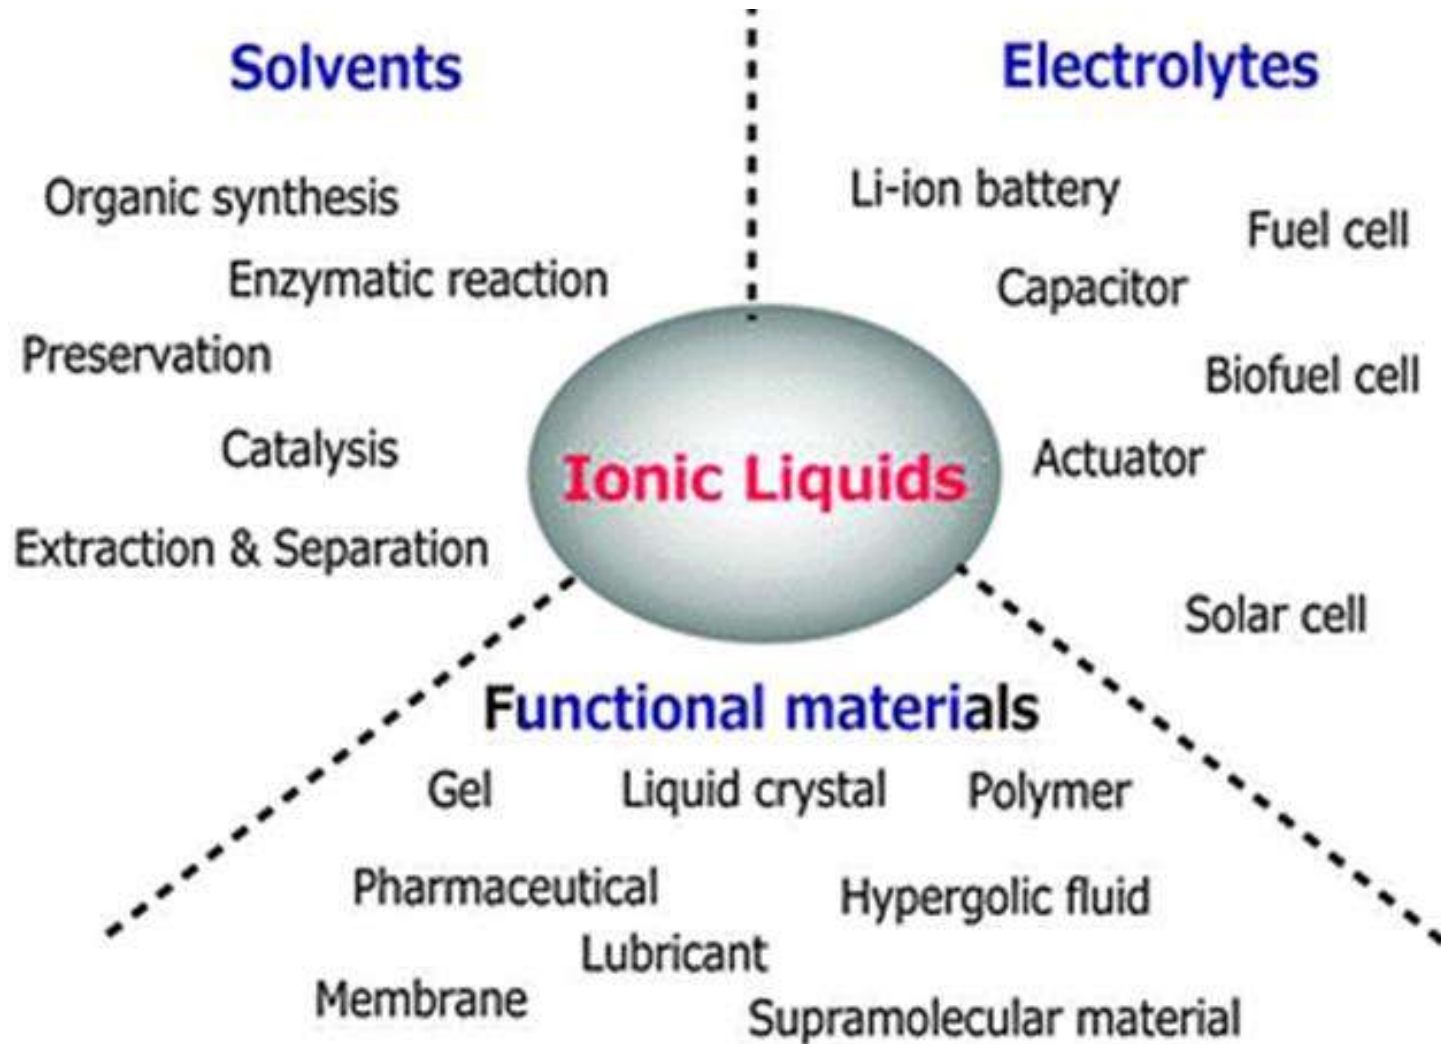 Solvents
Organic synthesis
Enzymatic reaction
Preservation
Catalysis
Extraction & Separation
Electrolytes
Li-ion battery
Fuel cell
Capacitor
Biofuel cell
Actuator
Solar cell
Ionic Liquids
Functional materials
Gel Liquid crystal Polymer
Pharmaceutical
Hypergolic fluid
Lubricant
Membrane
Supramolecular material